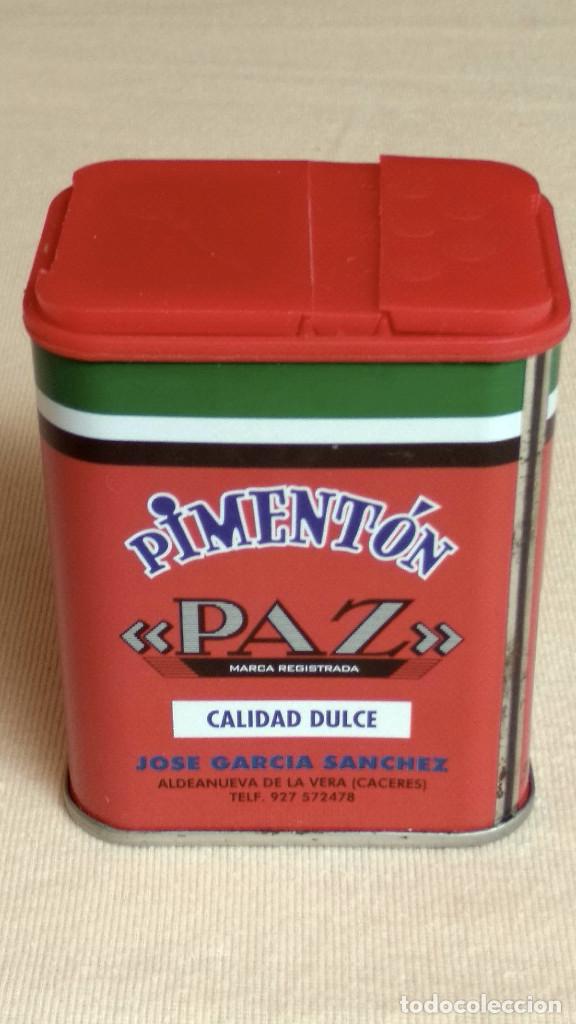 PIMENTÓN
«PAZ»
MARCA REGISTRADA
CALIDAD DULCE
JOSE GARCIA SANCHEZ
ALDEANUEVA DE LA VERA (CACERES)
TELF. 927 572478
todocoleccion